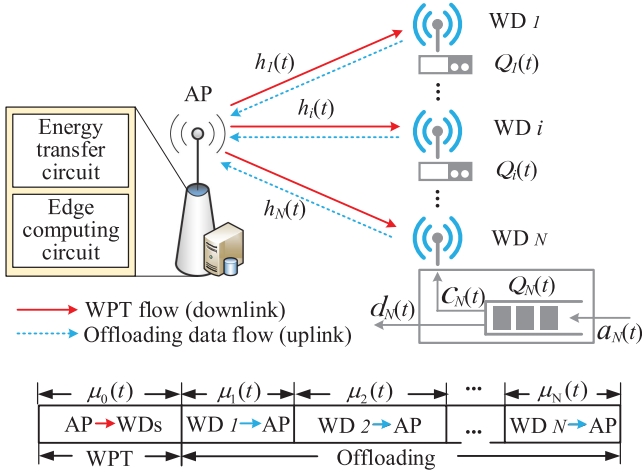 WD 1
h1(t)
Q1(t)
AP
hi(t)
WD i
Energy
transfer
circuit
Qi(t)
Edge
computing
circuit
hN(t)
WD N
QN(t)
WPT flow (downlink)
dN(t)
CN(t)
Offloading data flow (uplink)
aN(t)
μ0(t)
μ1(t)
μ2(t)
...
μN(t)
AP→WDs
WD 1→AP
WD 2→AP
...
WD N→AP
WPT
Offloading